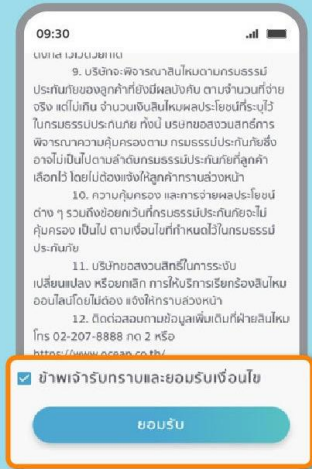 09:30
9. บริษัทจะพิจารณาสินไหมตามกรมธรรม์
ประกันภัยของลูกค้าที่ยังมีผลบังคับ ตามจำนวนที่จ่าย
จริง แต่ไม่เกิน จำนวนเงินสินไหมผลประโยชน์ที่ระบุไว้
ในกรมธรรม์ประกันภัย ทั้งนี้ บริษัทขอสงวนสิทธิ์การ
พิจารณาความคุ้มครองตาม กรมธรรม์ประกันภัยซึ่ง
อาจไม่เป็นไปตามลำดับกรมธรรม์ประกันภัยที่ลูกค้า
เลือกไว้ โดยไม่ต้องแจ้งให้ลูกค้าทราบล่วงหน้า
10. ความคุ้มครอง และการจ่ายผลประโยชน์
ต่าง ๆ รวมถึงข้อยกเว้นที่กรมธรรม์ประกันภัยจะไม่
คุ้มครอง เป็นไป ตามเงื่อนไขที่กำหนดไว้ในกรมธรรม์
ประกันภัย
11. บริษัทขอสงวนสิทธิ์ในการระงับ
เปลี่ยนแปลง หรือยกเลิก การให้บริการเรียกร้องสินไหม
ออนไลน์โดยไม่ต้อง แจ้งให้ทราบล่วงหน้า
12. ติดต่อสอบถามข้อมูลเพิ่มเติมที่ฝ่ายสินไหม
โทร 02-207-8888 กด 2 หรือ
https://www.ocean.co.th/
ข้าพเจ้ารับทราบและยอมรับเงื่อนไข
ยอมรับ